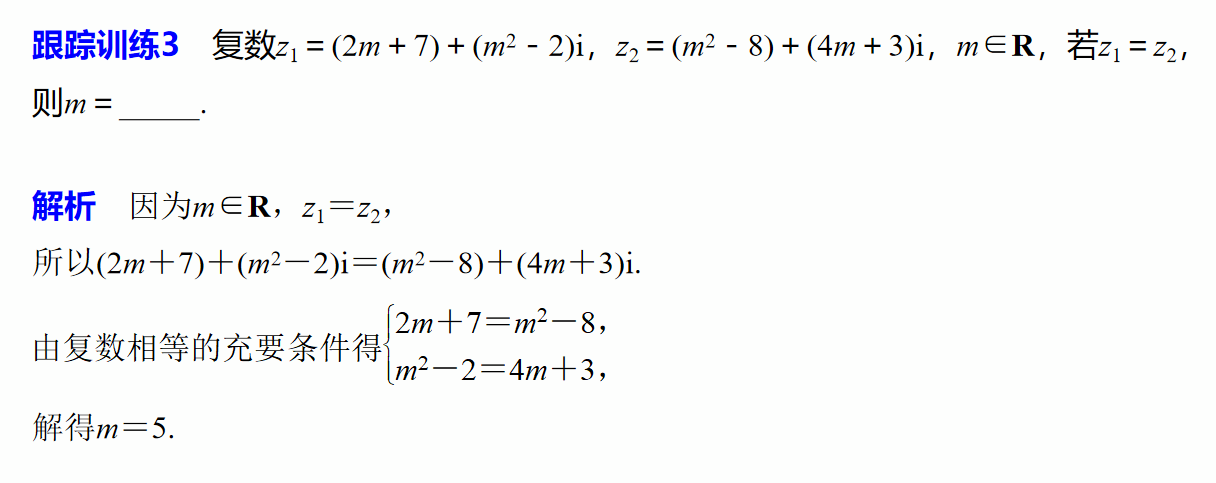 跟踪训练3 复数z₁=(2m+7)+(m²-2)i，z₂=(m²-8)+(4m+3)i，m∈R，若z₁=z₂，
则m=_____.
解析 因为m∈R，z₁=z₂，
所以(2m+7)+(m²-2)i=(m²-8)+(4m+3)i.
由复数相等的充要条件得{2m+7=m²-8，
m²-2=4m+3，
解得m=5.